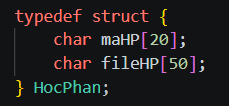 typedef struct {
    char maHP[20];
    char fileHP[50];
} HocPhan;